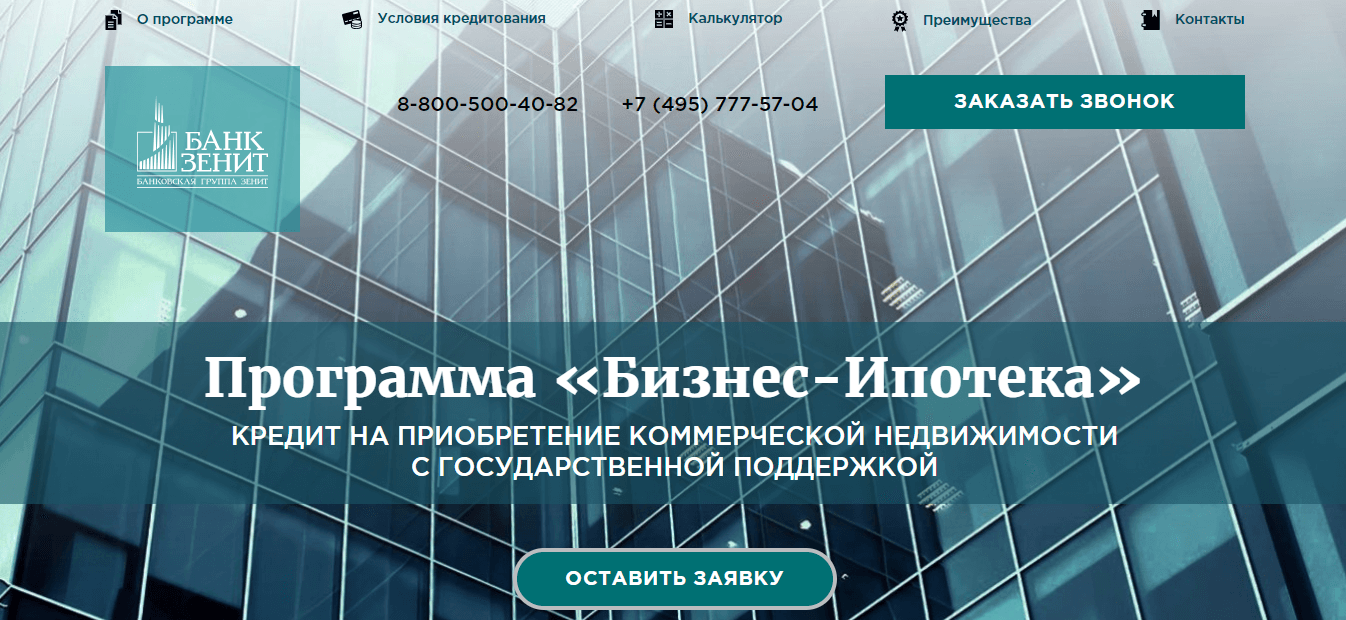 О программе
Условия кредитования
Калькулятор
Преимущества
Контакты
БАНК
ЗЕНИТ
БАНКОВСКАЯ ГРУППА ЗЕНИТ
8-800-500-40-82
+7 (495) 777-57-04
ЗАКАЗАТЬ ЗВОНОК
Программа «Бизнес-Ипотека»
КРЕДИТ НА ПРИОБРЕТЕНИЕ КОММЕРЧЕСКОЙ НЕДВИЖИМОСТИ
С ГОСУДАРСТВЕННОЙ ПОДДЕРЖКОЙ
ОСТАВИТЬ ЗАЯВКУ